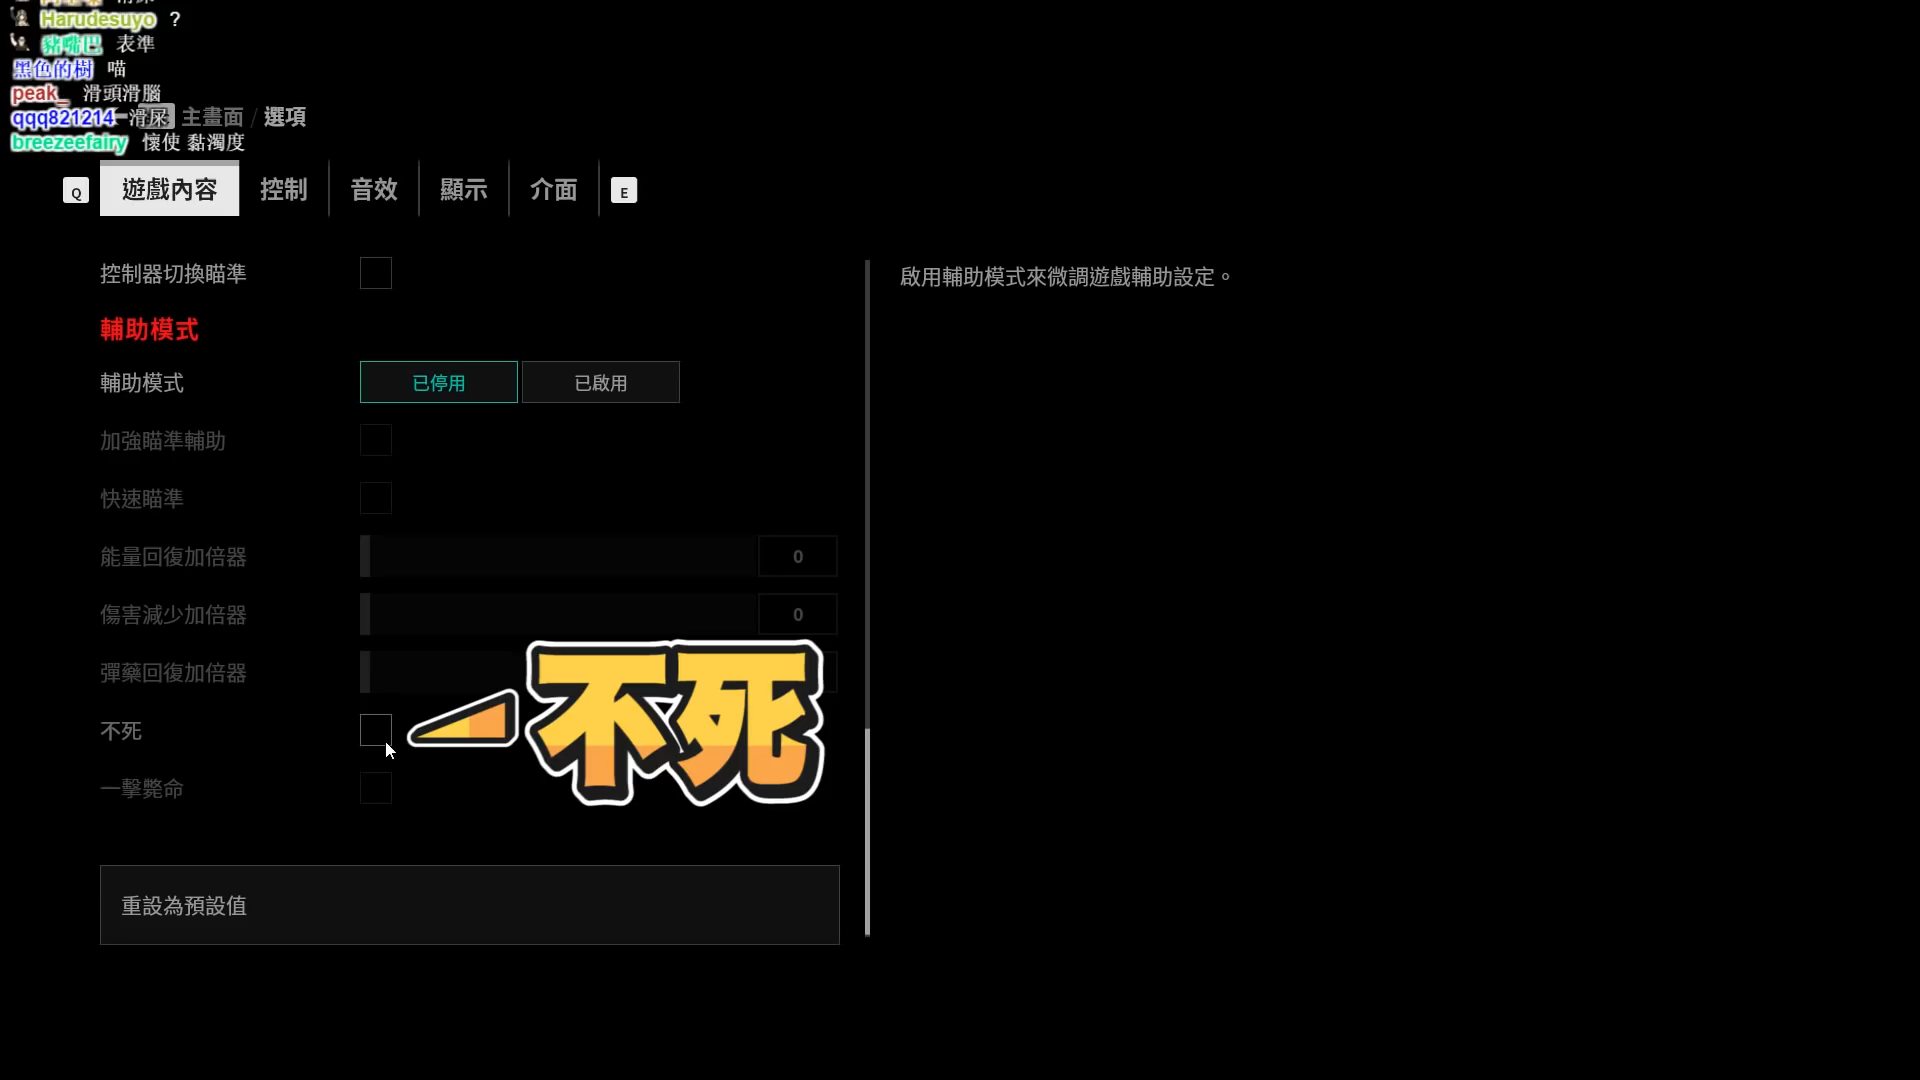 Harudesuyo ?
豬嘴巴 表準
黑色的樹 喵
peak_ 滑頭滑腦
qqq821214 滑屎
主畫面 / 選項
breezeefairy 懷使 黏濁度
Q 遊戲內容 控制 音效 顯示 介面 E
控制器切換瞄準
啟用輔助模式來微調遊戲輔助設定。
輔助模式
輔助模式 已停用 已啟用
加強瞄準輔助
快速瞄準
能量回復加倍器 0
傷害減少加倍器 0
彈藥回復加倍器
不死 不死
一擊斃命
重設為預設值